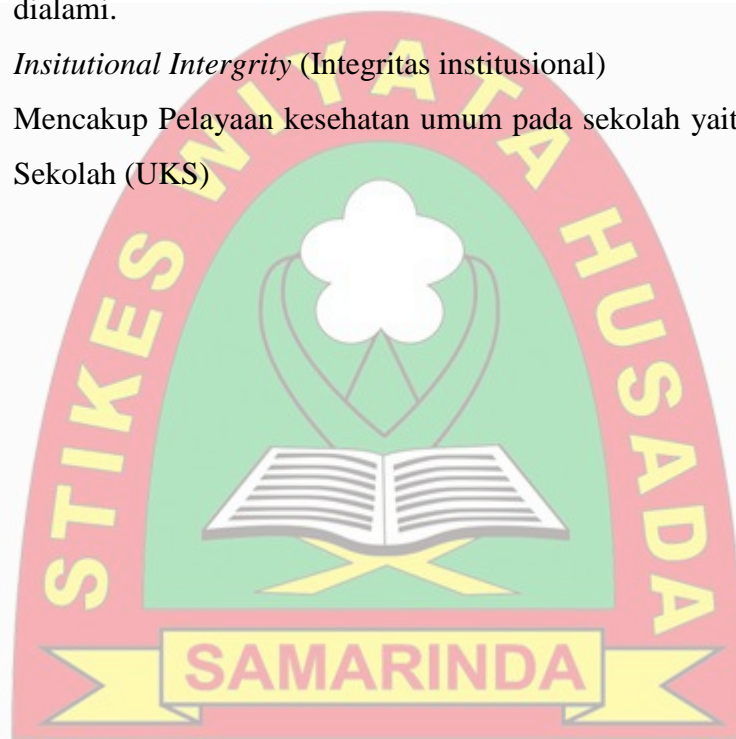 dialami.
Insitutional Intergrity (Integritas institusional)
Mencakup Pelayaan kesehatan umum pada sekolah yait
Sekolah (UKS)
STIKES WIYATA HUSADA
SAMARINDA